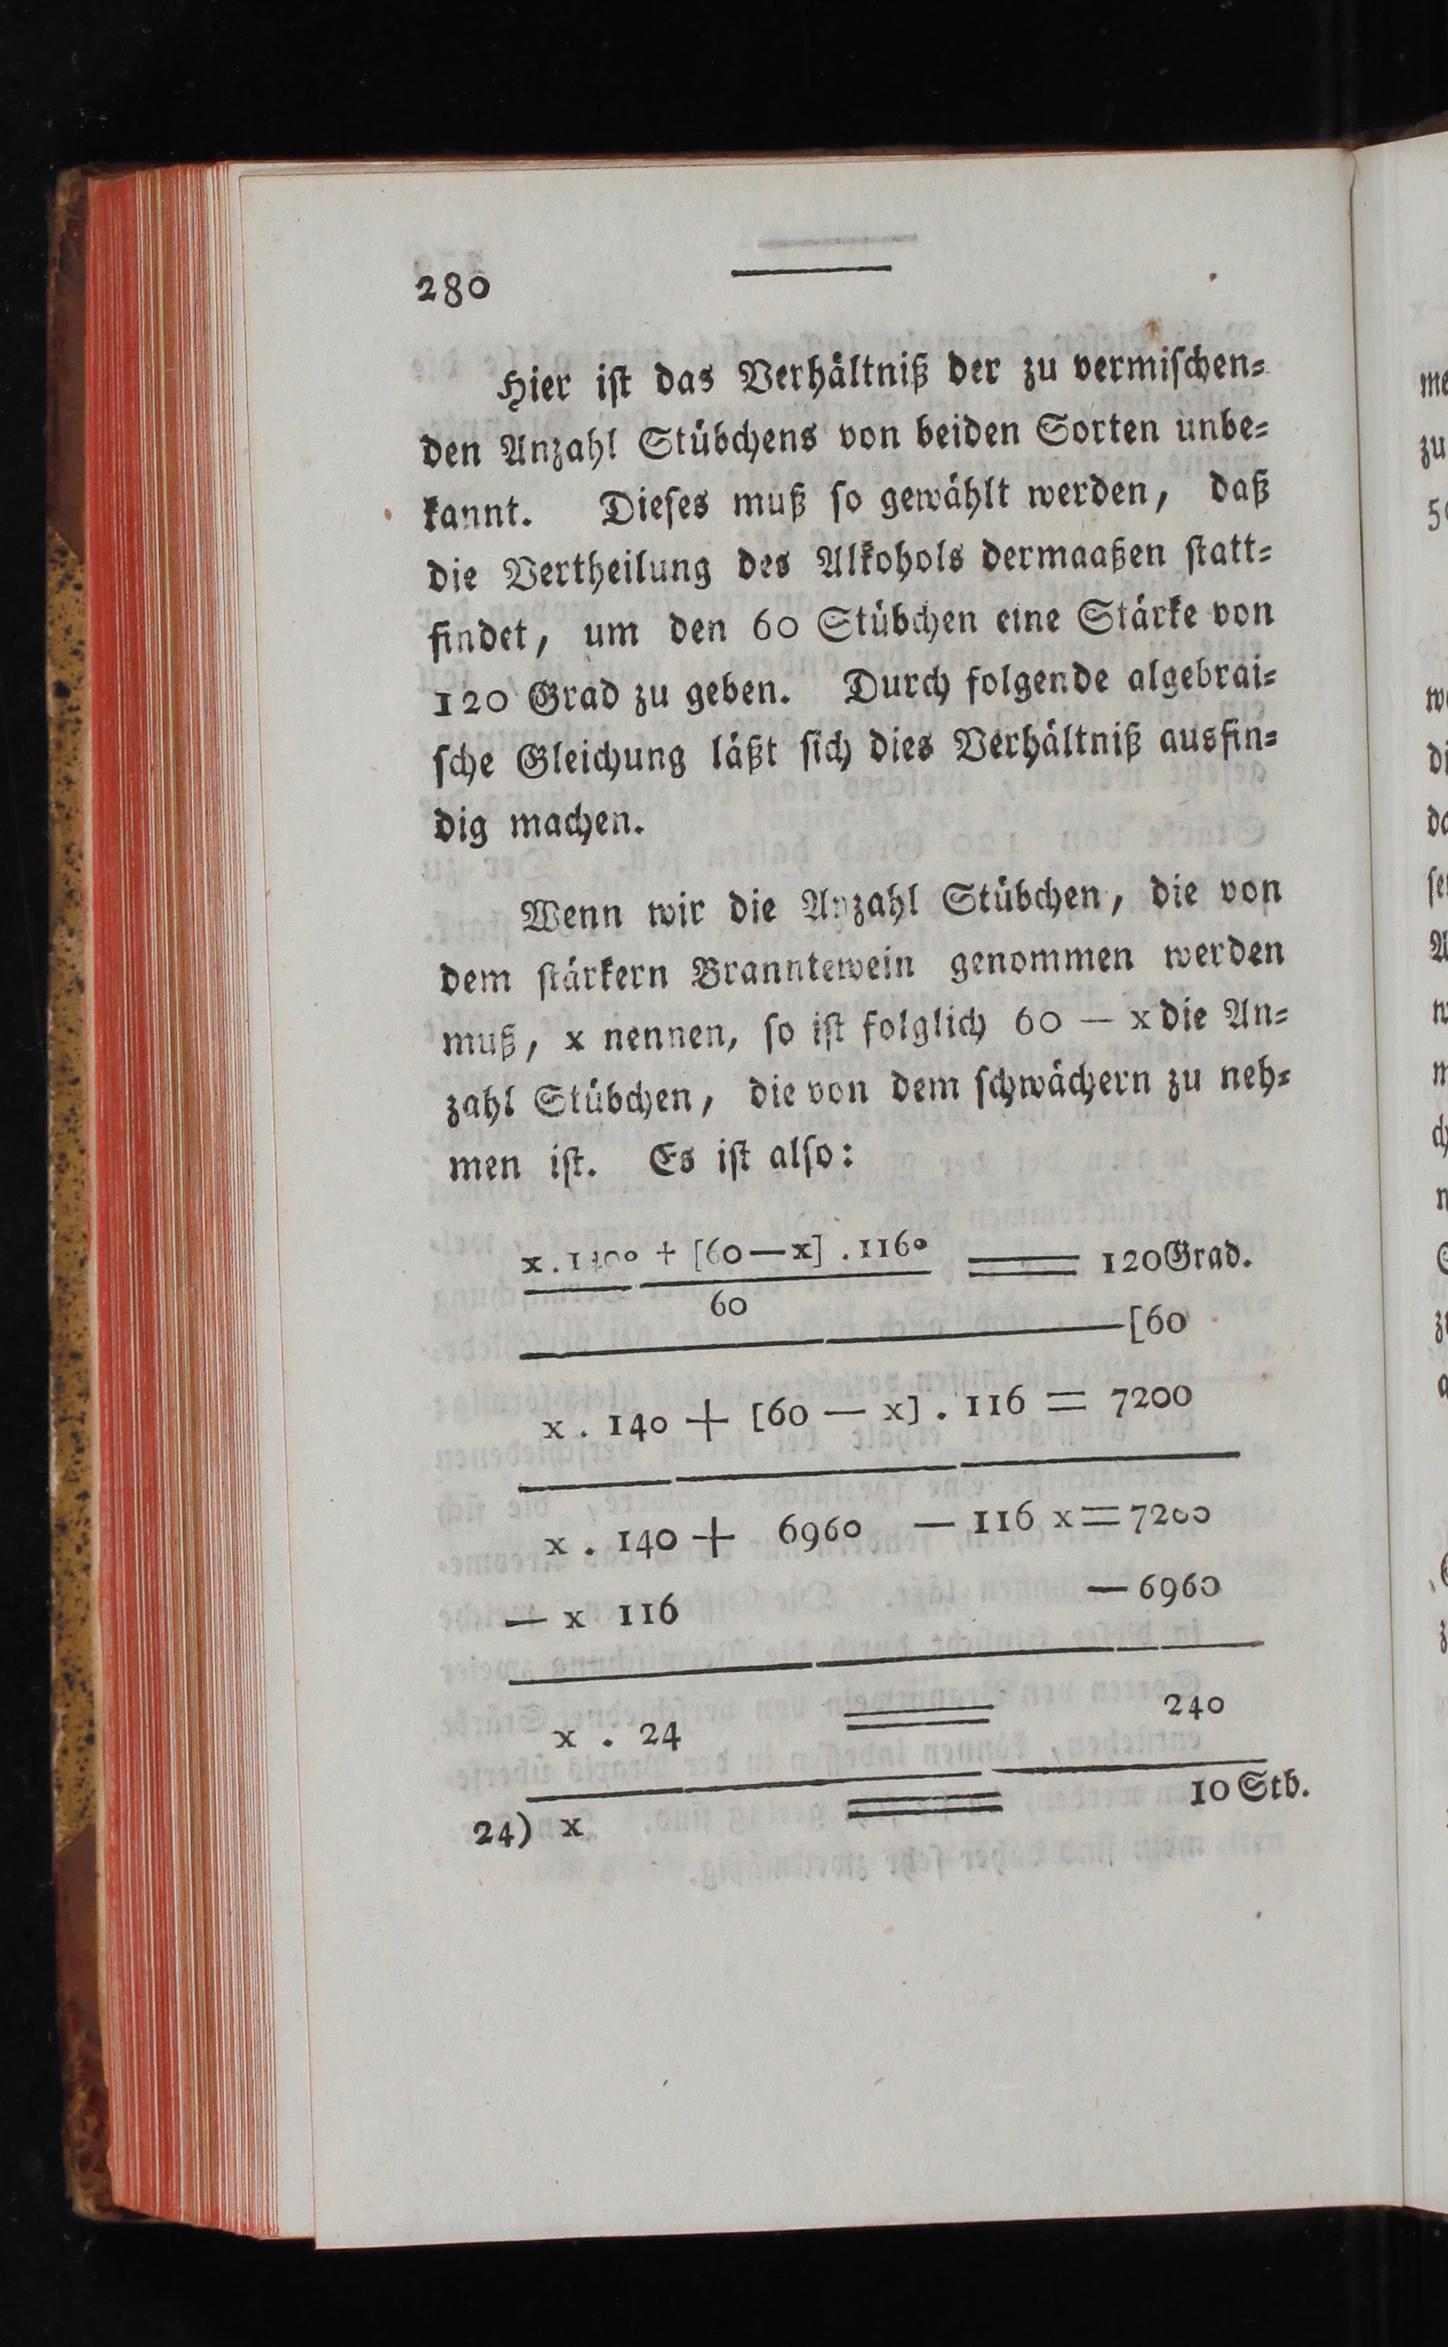 280
Hier iſt das Verhältniß der zu vermiſchen⸗
den Anzahl Stübchens von beiden Sorten unbe⸗
kannt. Dieſes muß ſo gewählt werden, daß
die Vertheilung des Alkohols dermaaßen ſtatt⸗
findet, um den 60 Stübchen eine Stärke von
120 Grad zu geben. Durch folgende algebrai⸗
ſche Gleichung läßt ſich dies Verhältniß ausfin⸗
dig machen.
Wenn wir die Anzahl Stübchen, die von
dem ſtärkern Branntewein genommen werden
muß, x nennen, ſo iſt folglich 60 — x die An⸗
zahl Stübchen, die von dem ſchwächern zu neh⸗
men iſt. Es iſt alſo:
x . 140° + [60—x] . 116° = 120 Grad.
60
[60
x . 140 + [60 — x] . 116 = 7200
x . 140 + 6960 — 116 x = 7200
— x 116 — 6960
x . 24 = 240
24) x = 10 Stb.